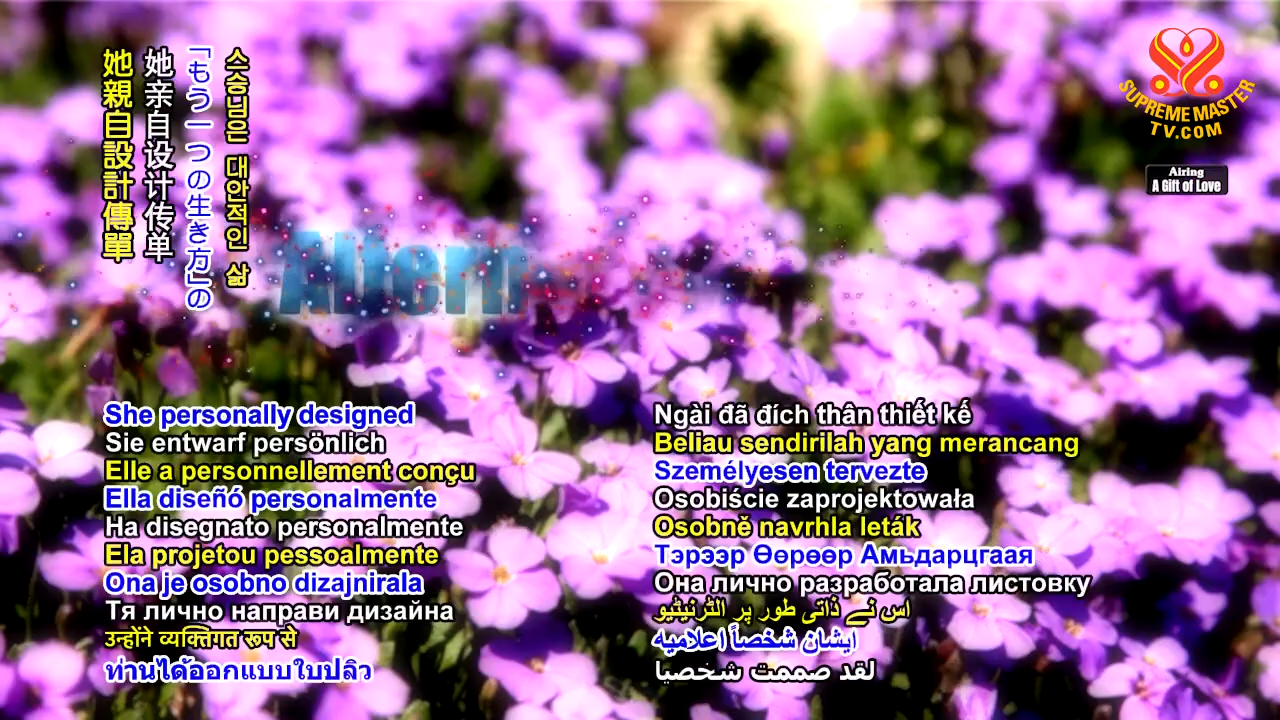 她親自設計傳單
她亲自设计传单
「もう一つの生き方」の
스승님은 대안적인 삶
SUPREME MASTER
TV.COM
Airing
A Gift of Love
Altern
She personally designed
Sie entwarf persönlich
Elle a personnellement conçu
Ella diseñó personalmente
Ha disegnato personalmente
Ela projetou pessoalmente
Ona je osobno dizajnirala
Тя лично направи дизайна
उन्होंने व्यक्तिगत रूप से
ท่านได้ออกแบบใบปลิว
Ngài đã đích thân thiết kế
Beliau sendirilah yang merancang
Személyesen tervezte
Osobiście zaprojektowała
Osobně navrhla leták
Тэрээр Өөрөөр Амьдарцгаая
Она лично разработала листовку
اس نے ذاتی طور پر الٹرنیٹیو
ایشان شخصاً اعلامیه
لقد صممت شخصيا